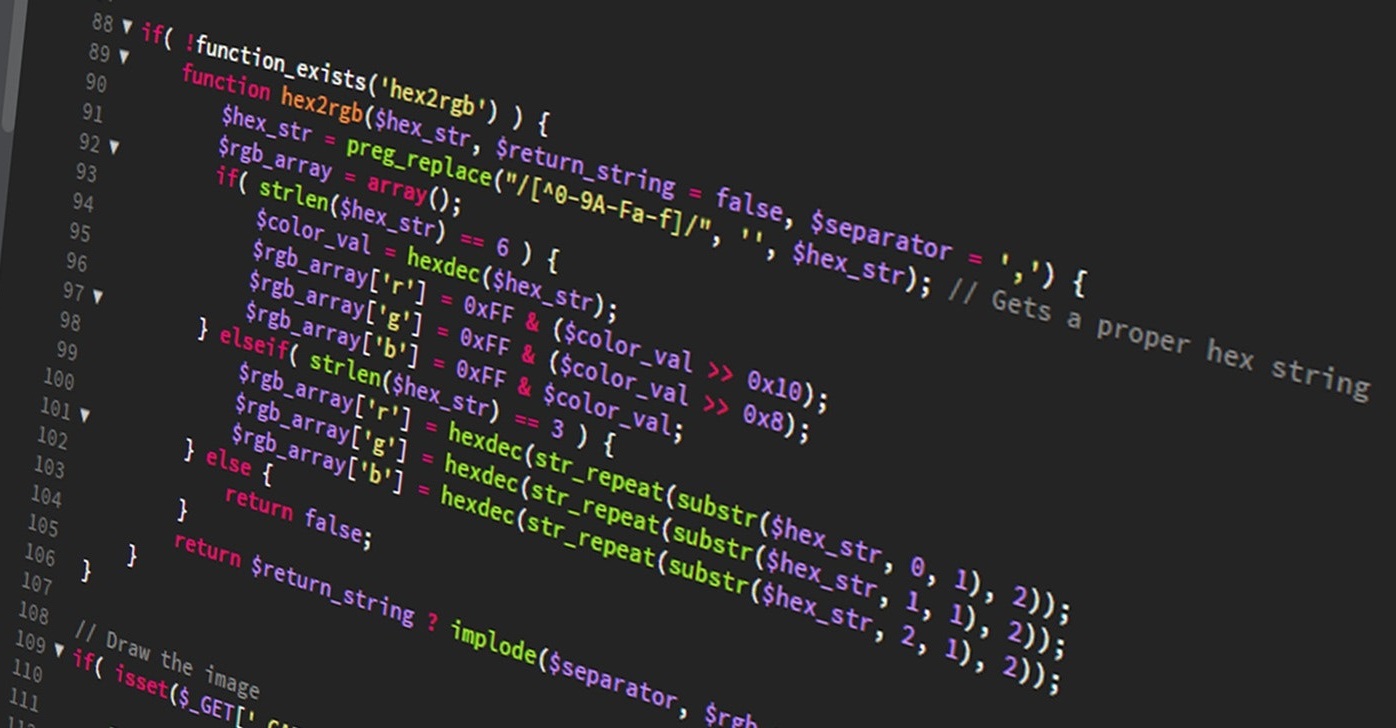 88 ▼ if( !function_exists('hex2rgb') ) {
89 ▼ function hex2rgb($hex_str, $return_string = false, $separator = ',') {
90 $hex_str = preg_replace("/[^0-9A-Fa-f]/", '', $hex_str); // Gets a proper hex string
91 $rgb_array = array();
92 ▼ if( strlen($hex_str) == 6 ) {
93 $color_val = hexdec($hex_str);
94 $rgb_array['r'] = 0xFF & ($color_val >> 0x10);
95 $rgb_array['g'] = 0xFF & ($color_val >> 0x8);
96 $rgb_array['b'] = 0xFF & $color_val;
97 ▼ } elseif( strlen($hex_str) == 3 ) {
98 $rgb_array['r'] = hexdec(str_repeat(substr($hex_str, 0, 1), 2));
99 $rgb_array['g'] = hexdec(str_repeat(substr($hex_str, 1, 1), 2));
100 $rgb_array['b'] = hexdec(str_repeat(substr($hex_str, 2, 1), 2));
101 ▼ } else {
102 return false;
103 }
104 return $return_string ? implode($separator, $rgb
105 }
106 }
107
108 // Draw the image
109 ▼ if( isset($_GET['
110
111